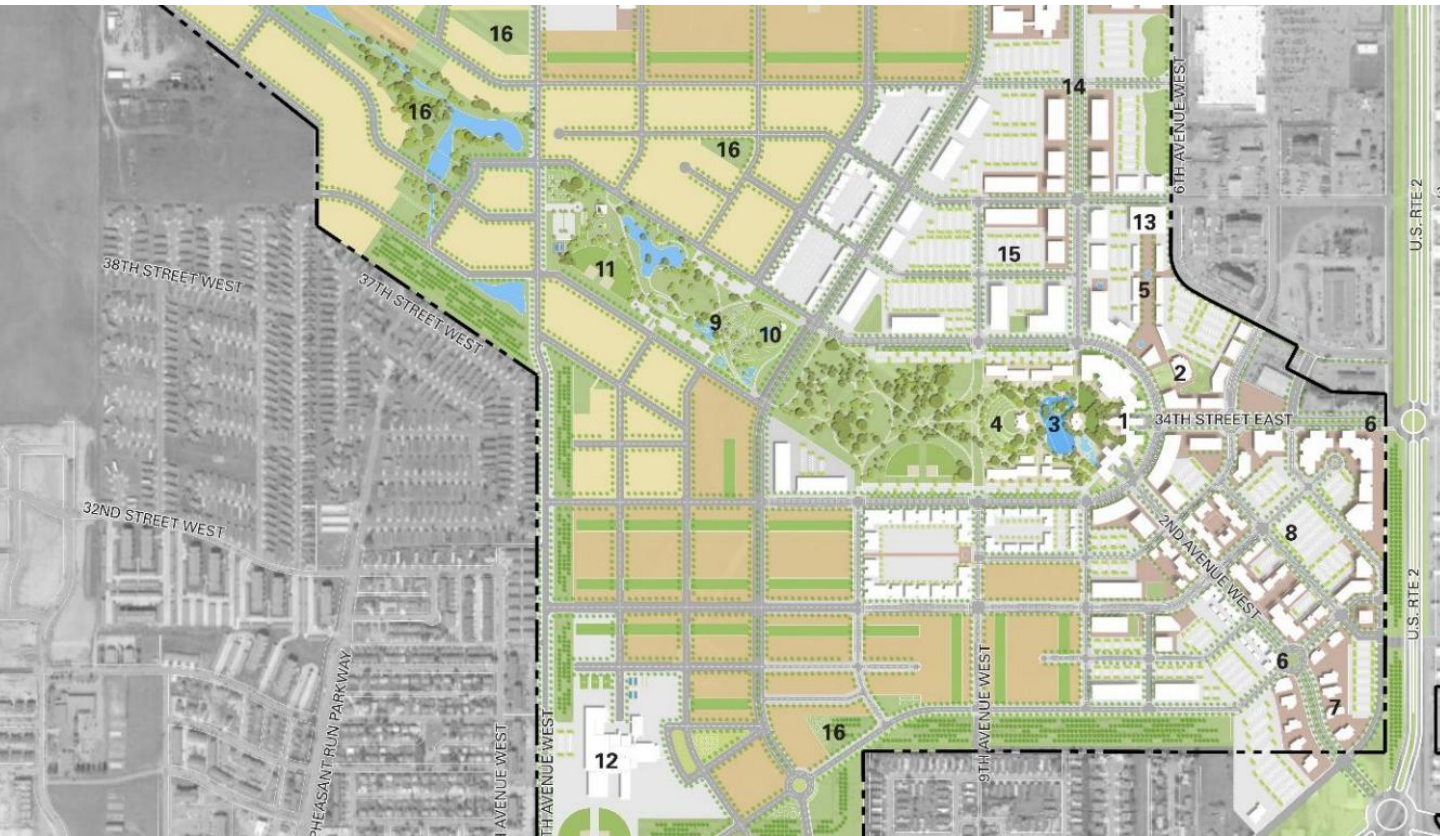 16
14
6TH AVENUE WEST
U.S. RTE 2
16
16
13
15
38TH STREET WEST
37TH STREET WEST
11
5
9
10
2
4
3
1
34TH STREET EAST
6
32ND STREET WEST
2ND AVENUE WEST
8
U.S. RTE 2
6
7
9TH AVENUE WEST
16
12
PHEASANT RUN PARKWAY
AVENUE WEST
TH AVENUE WEST